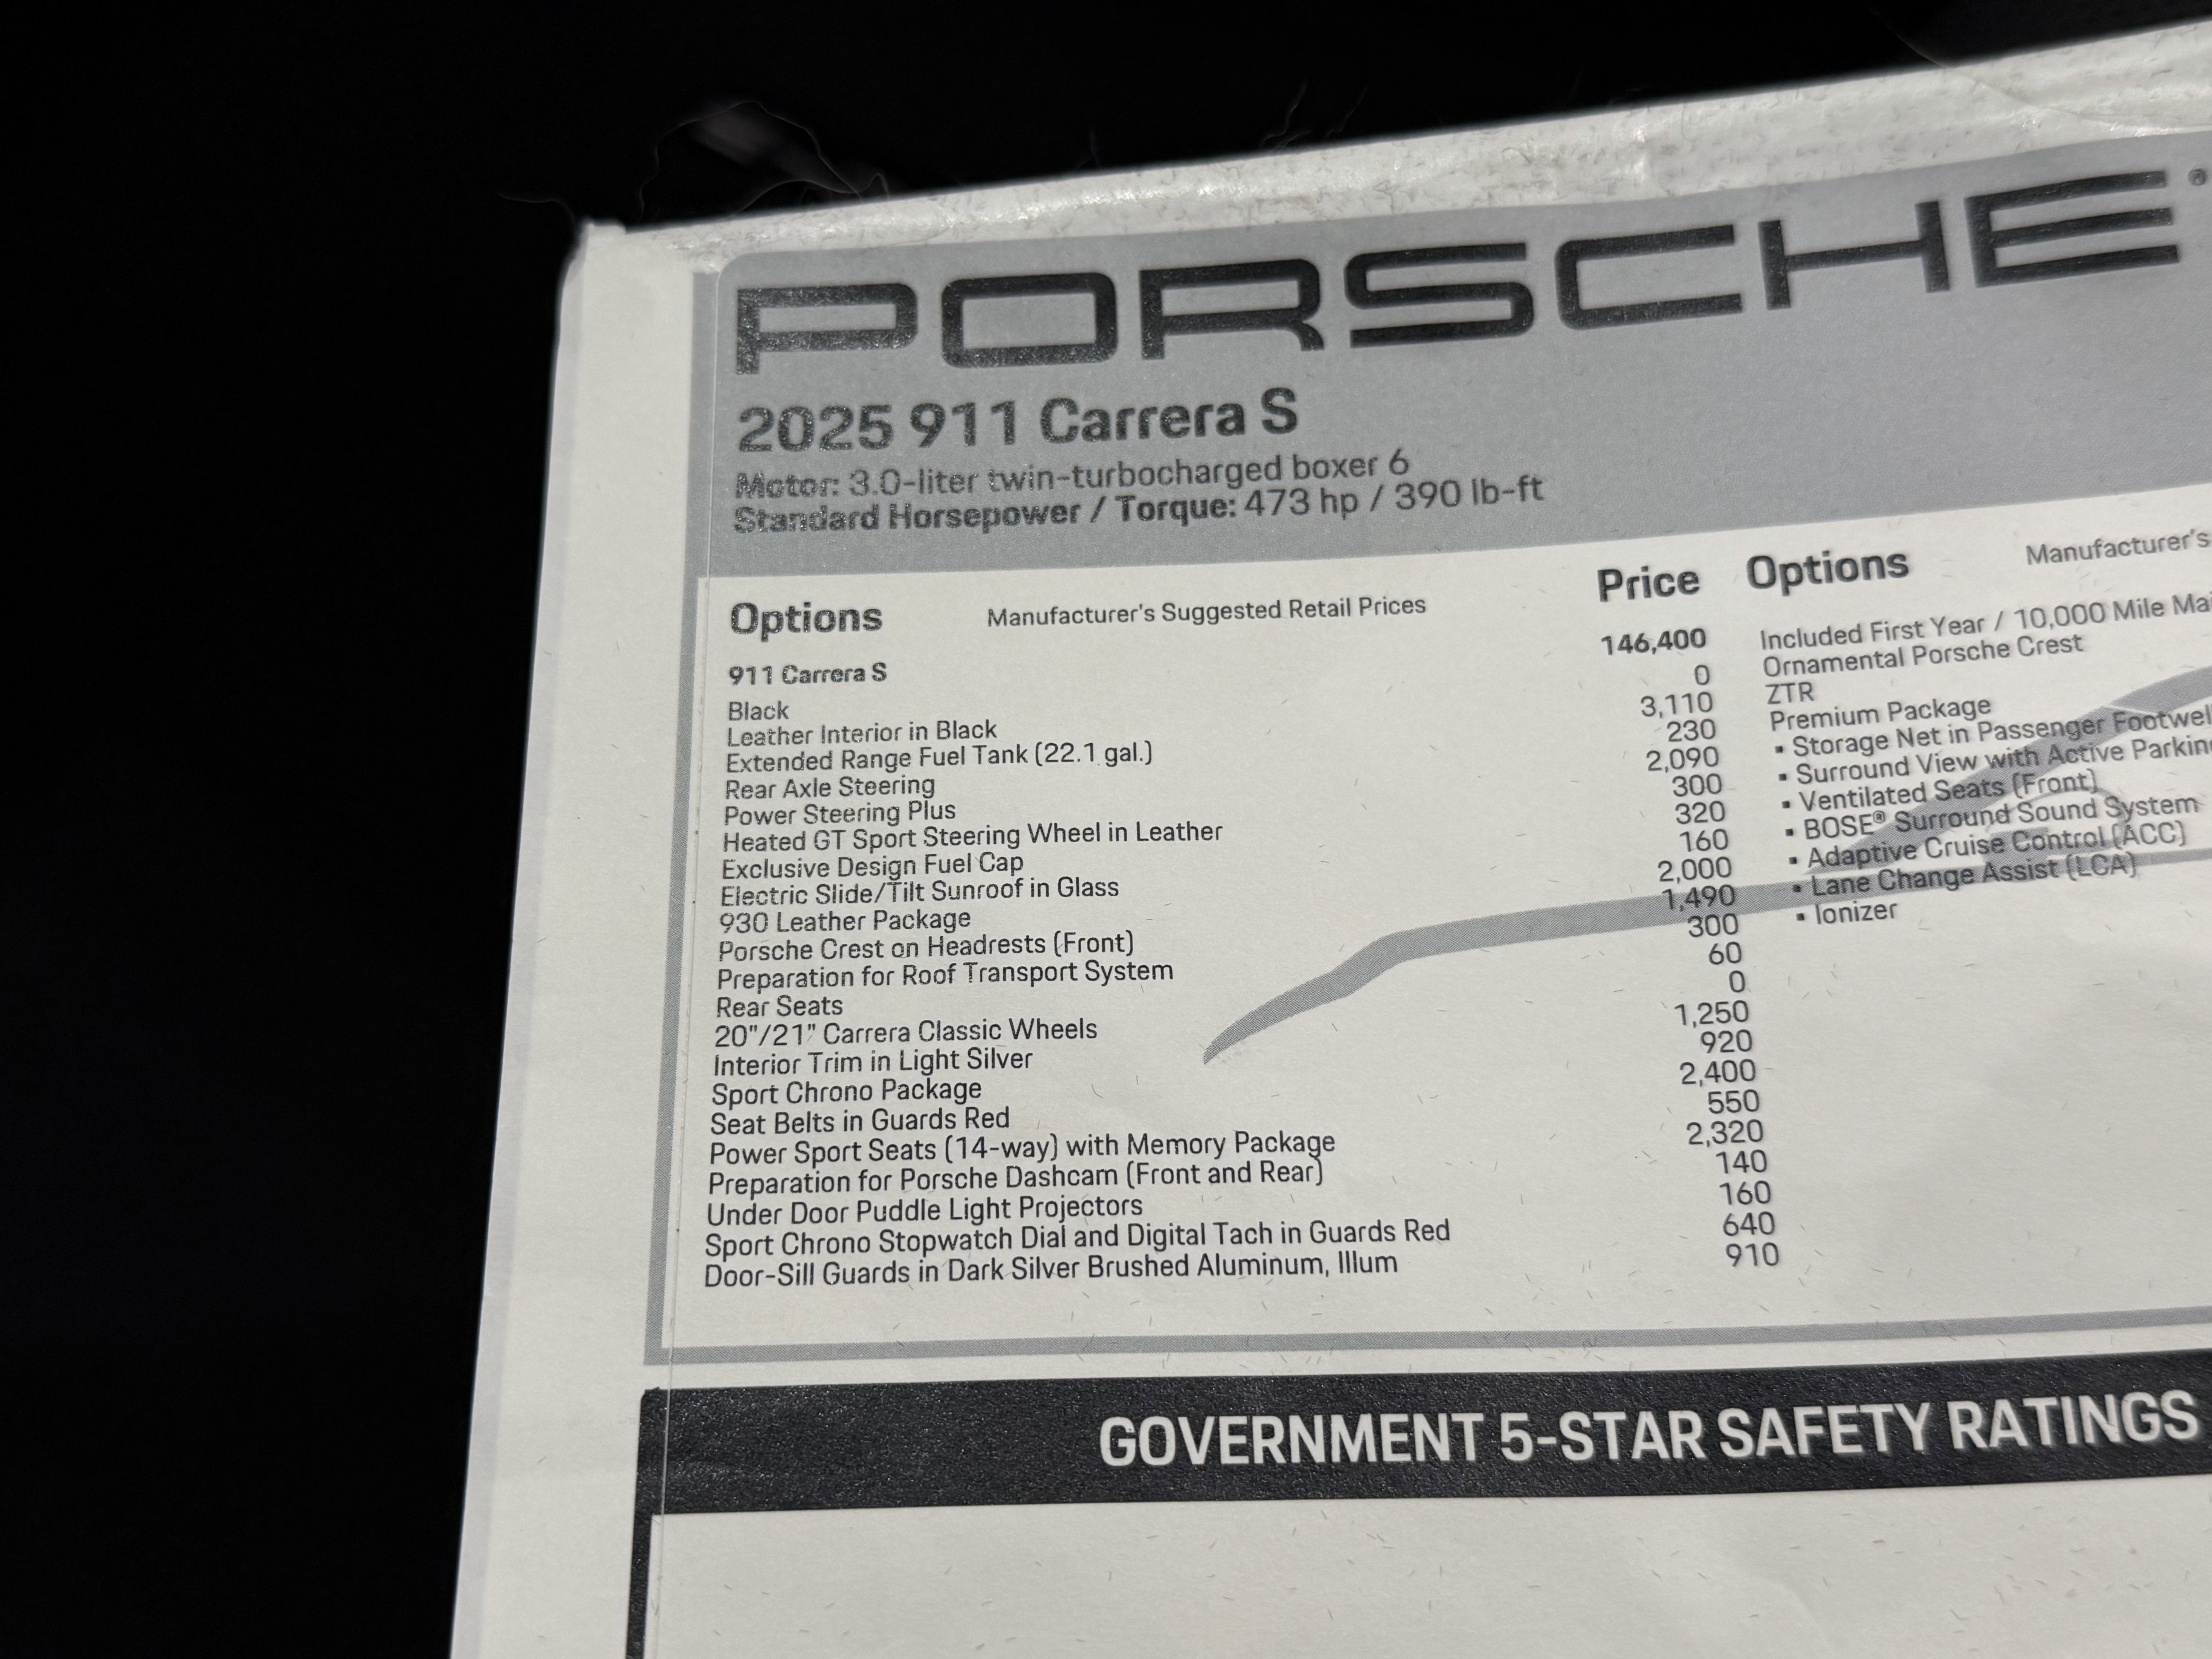 PORSCHE®
2025 911 Carrera S
Motor: 3.0-liter twin-turbocharged boxer 6
Standard Horsepower / Torque: 473 hp / 390 lb-ft
Options Manufacturer's Suggested Retail Prices Price
911 Carrera S 146,400
Black 0
Leather Interior in Black 3,110
Extended Range Fuel Tank (22.1 gal.) 230
Rear Axle Steering 2,090
Power Steering Plus 300
Heated GT Sport Steering Wheel in Leather 320
Exclusive Design Fuel Cap 160
Electric Slide/Tilt Sunroof in Glass 2,000
930 Leather Package 1,490
Porsche Crest on Headrests (Front) 300
Preparation for Roof Transport System 60
Rear Seats 0
20"/21" Carrera Classic Wheels 1,250
Interior Trim in Light Silver 920
Sport Chrono Package 2,400
Seat Belts in Guards Red 550
Power Sport Seats (14-way) with Memory Package 2,320
Preparation for Porsche Dashcam (Front and Rear) 140
Under Door Puddle Light Projectors 160
Sport Chrono Stopwatch Dial and Digital Tach in Guards Red 640
Door-Sill Guards in Dark Silver Brushed Aluminum, Illum 910
Options Manufacturer's
Included First Year / 10,000 Mile
Ornamental Porsche Crest
ZTR
Premium Package
▪ Storage Net in Passenger
▪ Surround View with Active
▪ Ventilated Seats (Front)
▪ BOSE® Surround Sound System
▪ Adaptive Cruise Control (ACC)
▪ Lane Change Assist (LCA)
▪ Ionizer
GOVERNMENT 5-STAR SAFETY RATINGS